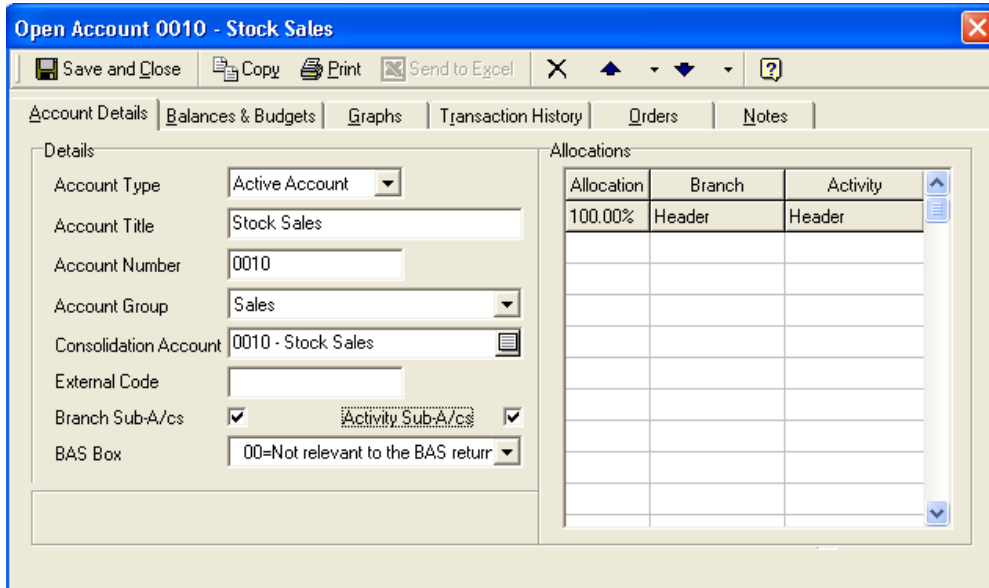 Open Account 0010 - Stock Sales
Save and Close Copy Print Send to Excel
Account Details Balances & Budgets Graphs Transaction History Orders Notes
Details
Account Type Active Account
Account Title Stock Sales
Account Number 0010
Account Group Sales
Consolidation Account 0010 - Stock Sales
External Code
Branch Sub-A/cs Activity Sub-A/cs
BAS Box 00=Not relevant to the BAS return
Allocations
Allocation Branch Activity
100.00% Header Header